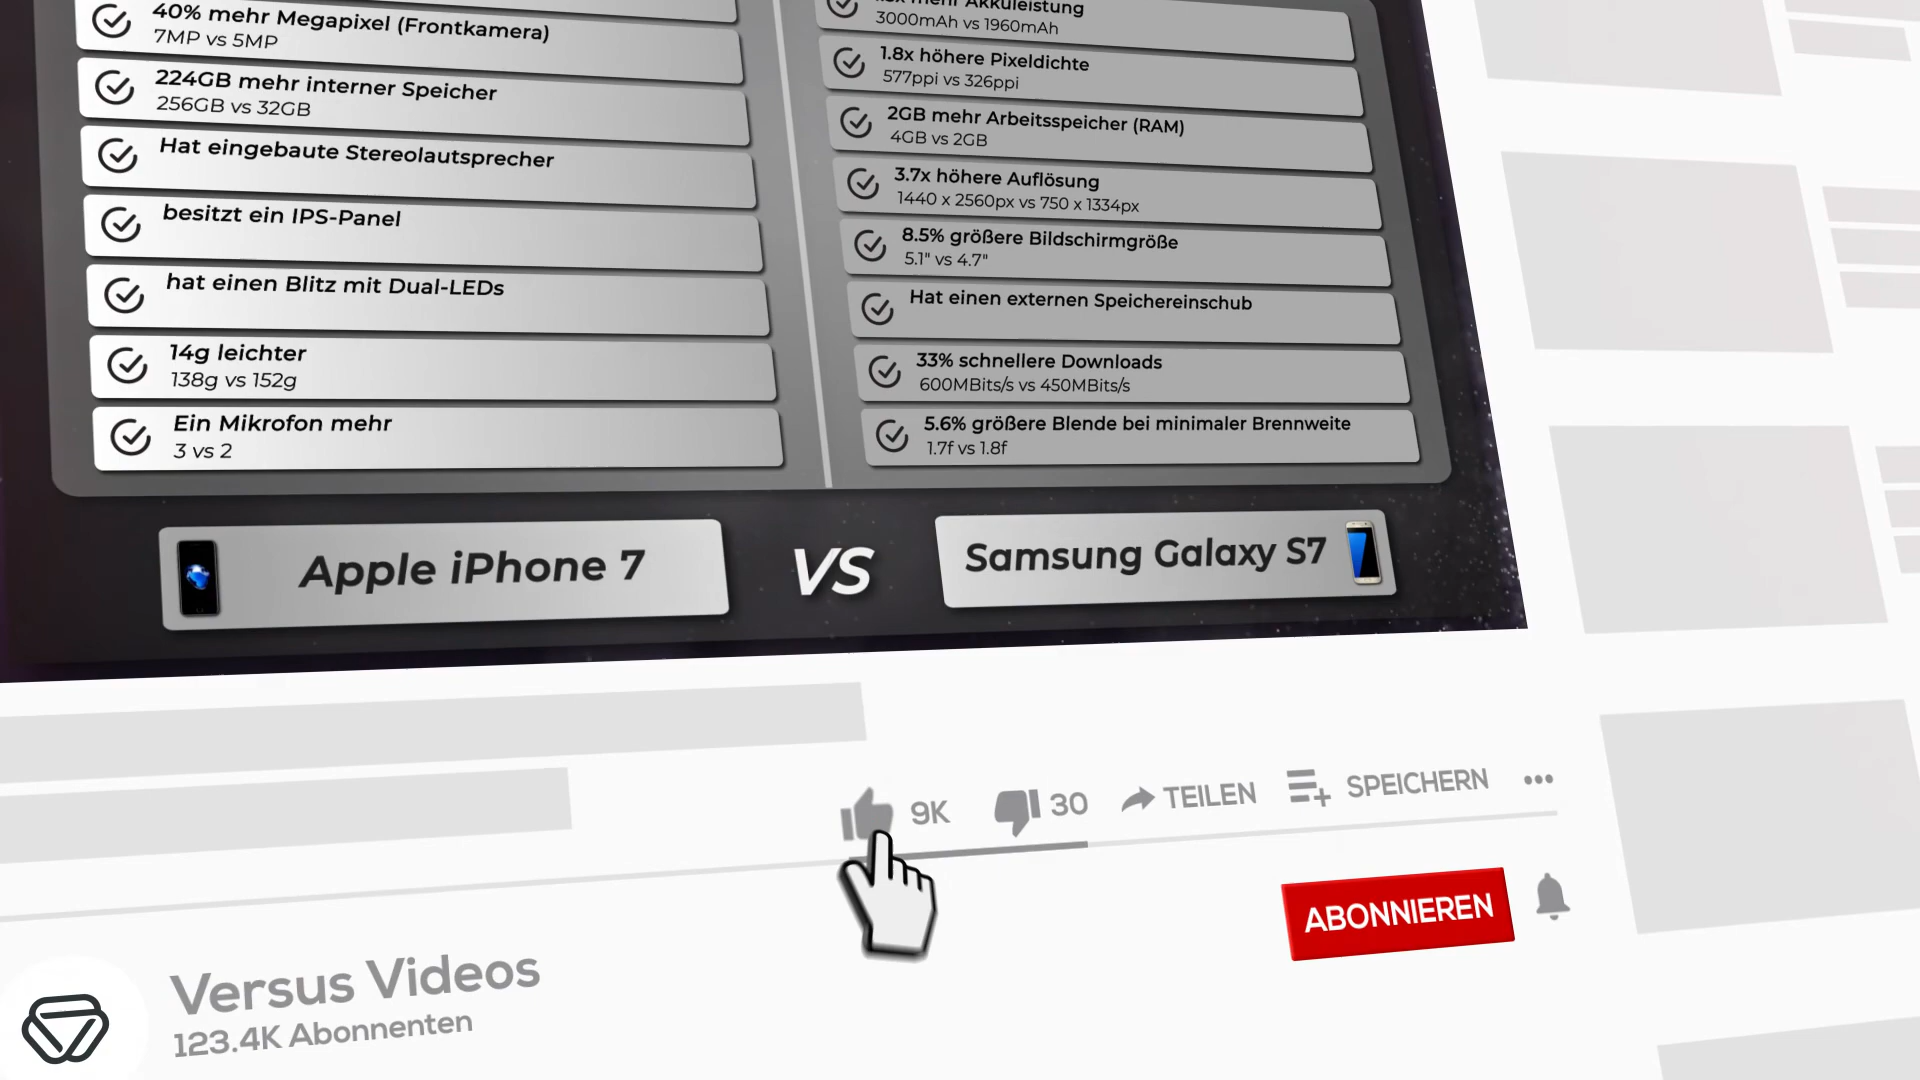 40% mehr Megapixel (Frontkamera)
7MP vs 5MP
224GB mehr interner Speicher
256GB vs 32GB
Hat eingebaute Stereolautsprecher
besitzt ein IPS-Panel
hat einen Blitz mit Dual-LEDs
14g leichter
138g vs 152g
Ein Mikrofon mehr
3 vs 2
mehr Akkuleistung
3000mAh vs 1960mAh
1.8x höhere Pixeldichte
577ppi vs 326ppi
2GB mehr Arbeitsspeicher (RAM)
4GB vs 2GB
3.7x höhere Auflösung
1440 x 2560px vs 750 x 1334px
8.5% größere Bildschirmgröße
5.1" vs 4.7"
Hat einen externen Speichereinschub
33% schnellere Downloads
600MBits/s vs 450MBits/s
5.6% größere Blende bei minimaler Brennweite
1.7f vs 1.8f
Apple iPhone 7 VS Samsung Galaxy S7
9K 30 TEILEN SPEICHERN
ABONNIEREN
Versus Videos
123.4K Abonnenten